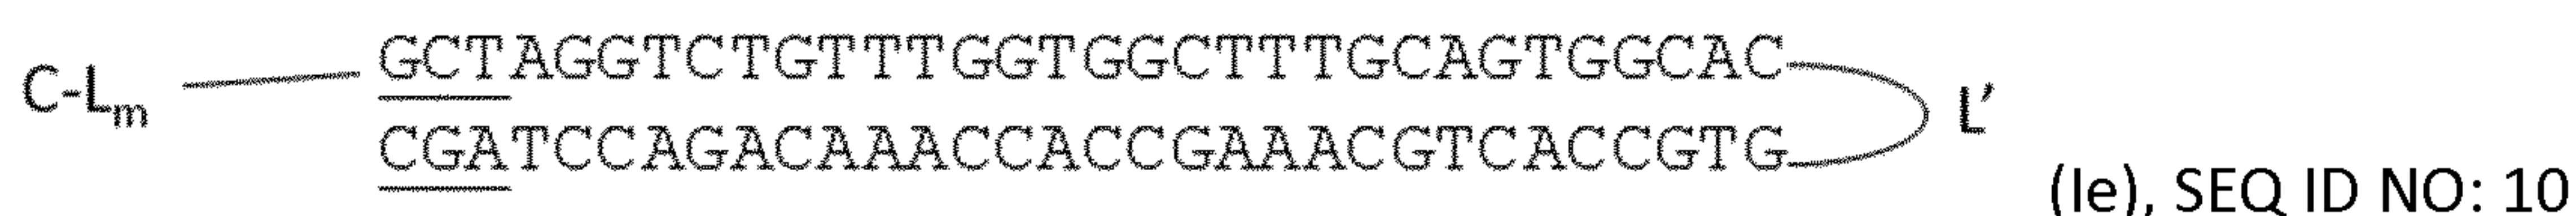 C-Lm GCTAGGTCTGTTTGGTGGCTTTGCAGTGGCAC L′
CGATCCAGACAAACCACCGAAACGTCACCGTG
(Ie), SEQ ID NO: 10